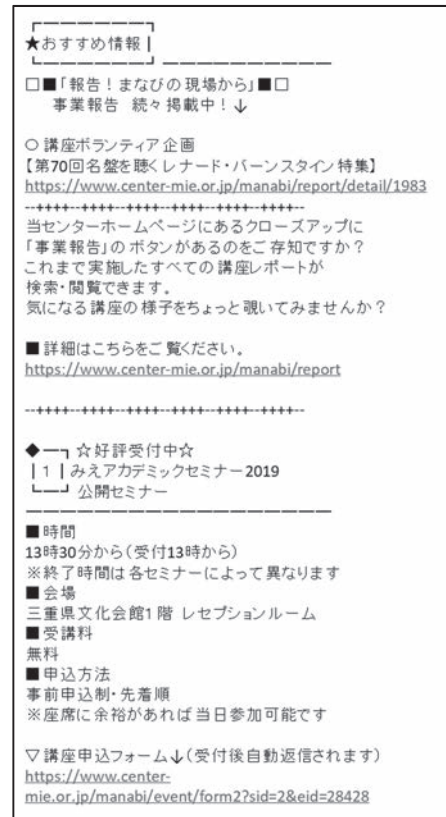 ┏━━━━━━┓
★おすすめ情報┃
┗━━━━━━┛━━━━━━━━━━━
□■「報告！まなびの現場から」■□
事業報告 続々掲載中！↓
○講座ボランティア企画
【第70回名盤を聴くレナード・バーンスタイン特集】
https://www.center-mie.or.jp/manabi/report/detail/1983
--++++--++++--++++--++++--++++--++++--
当センターホームページにあるクローズアップに
「事業報告」のボタンがあるのをご存知ですか？
これまで実施したすべての講座レポートが
検索・閲覧できます。
気になる講座の様子をちょっと覗いてみませんか？
■詳細はこちらをご覧ください。
https://www.center-mie.or.jp/manabi/report
--++++--++++--++++--++++--++++--++++--
◆━┓☆好評受付中☆
┃１┃みえアカデミックセミナー2019
┗━┛公開セミナー
━━━━━━━━━━━━━━━━━━━━
■時間
13時30分から（受付13時から）
※終了時間は各セミナーによって異なります
■会場
三重県文化会館1階 レセプションルーム
■受講料
無料
■申込方法
事前申込制・先着順
※座席に余裕があれば当日参加可能です
▽講座申込フォーム↓（受付後自動返信されます）
https://www.center-
mie.or.jp/manabi/event/form2?sid=2&eid=28428